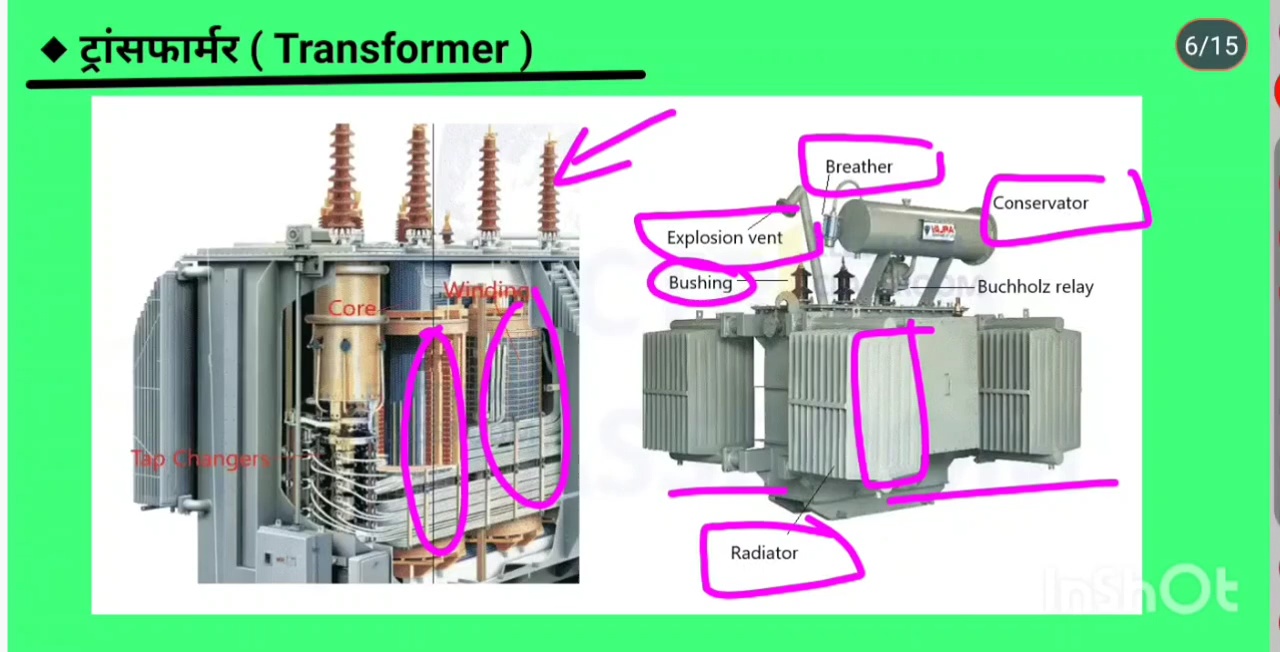 ◆ ट्रांसफार्मर ( Transformer )
6/15
Breather
Conservator
Explosion vent
Bushing
Buchholz relay
Winding
Core
Tap Changers
Radiator
InShOt